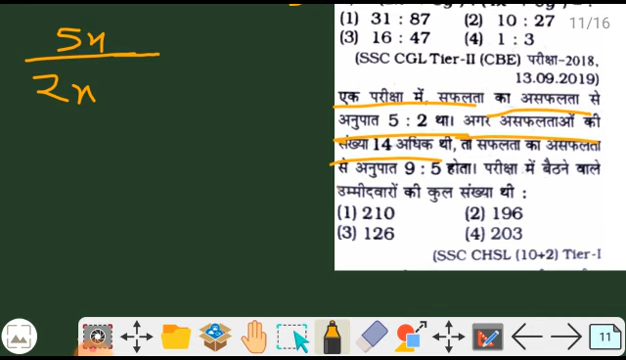 (1) 31 : 87 (2) 10 : 27 11/16
(3) 16 : 47 (4) 1 : 3
(SSC CGL Tier-II (CBE) परीक्षा-2018,
13.09.2019)
5x
2x
एक परीक्षा में, सफलता का असफलता से
अनुपात 5 : 2 था। अगर असफलताओं की
संख्या 14 अधिक थी, तो सफलता का असफलता
से अनुपात 9 : 5 होता। परीक्षा में बैठने वाले
उम्मीदवारों की कुल संख्या थी :
(1) 210 (2) 196
(3) 126 (4) 203
(SSC CHSL (10+2) Tier-I
11